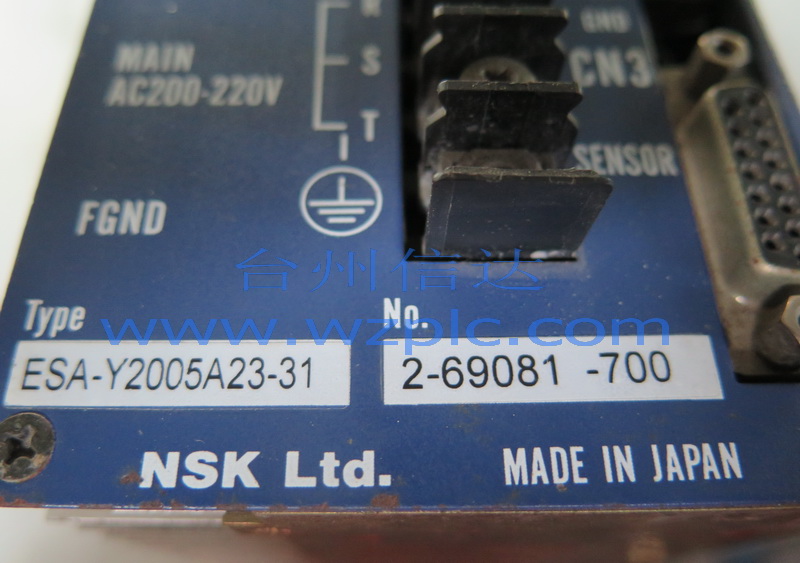 R
GND
MAIN
AC200-220V
S
CN3
T
SENSOR
FGND
台州信达
Type
No.
www.wzplc.com
ESA-Y2005A23-31
2-69081 -700
NSK Ltd.
MADE IN JAPAN